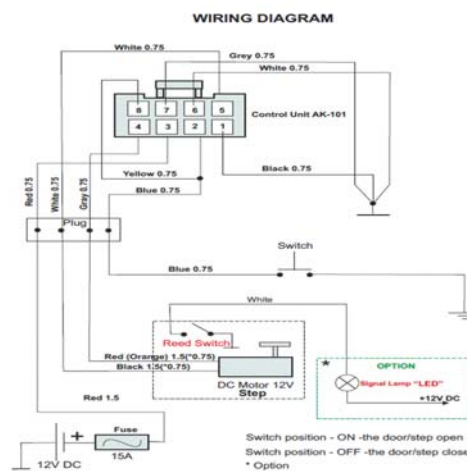 WIRING DIAGRAM
White 0.75
Grey 0.75
White 0.75
8 7 6 5
4 3 2 1
Control Unit AK-101
Red 0.75
White 0.75
Gray 0.75
Yellow 0.75
Blue 0.75
Black 0.75
Plug
Switch
Blue 0.75
White
Reed Switch
Red (Orange) 1.5(*0.75)
Black 1.5(*0.75)
DC Motor 12V
Step
*
OPTION
Signal Lamp "LED"
+12V DC
Red 1.5
+
Fuse
15A
12V DC
Switch position - ON -the door/step open
Switch position - OFF -the door/step close
* Option